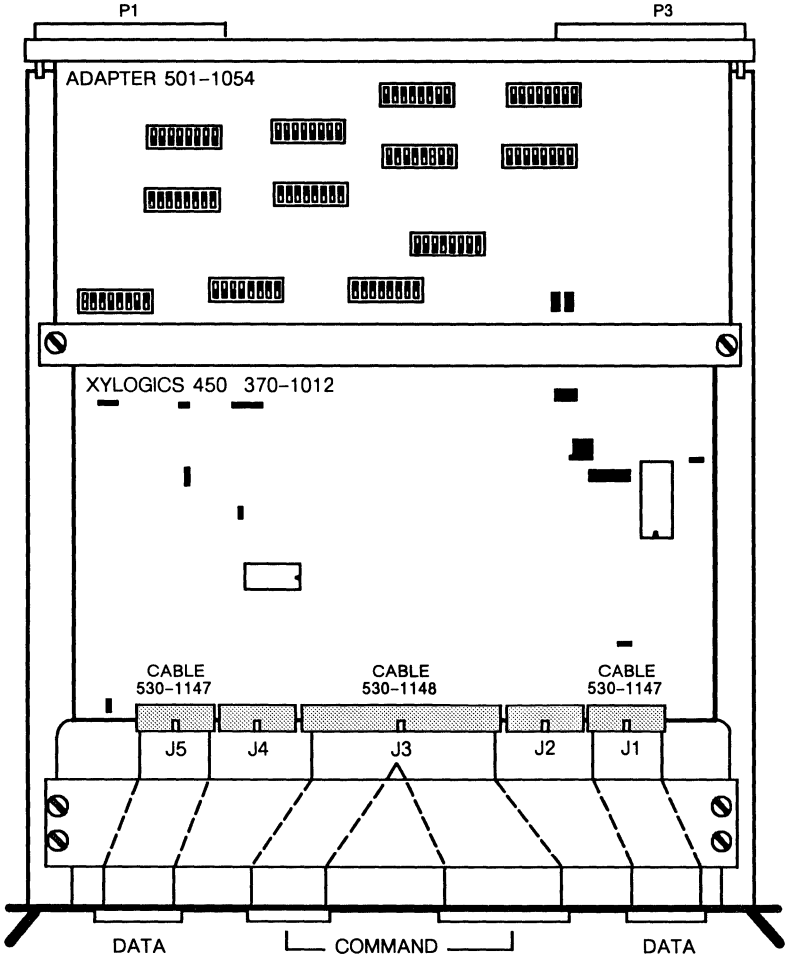 P1
P3
ADAPTER 501-1054
XYLOGICS 450 370-1012
CABLE
530-1147
CABLE
530-1148
CABLE
530-1147
J5
J4
J3
J2
J1
DATA
COMMAND
DATA